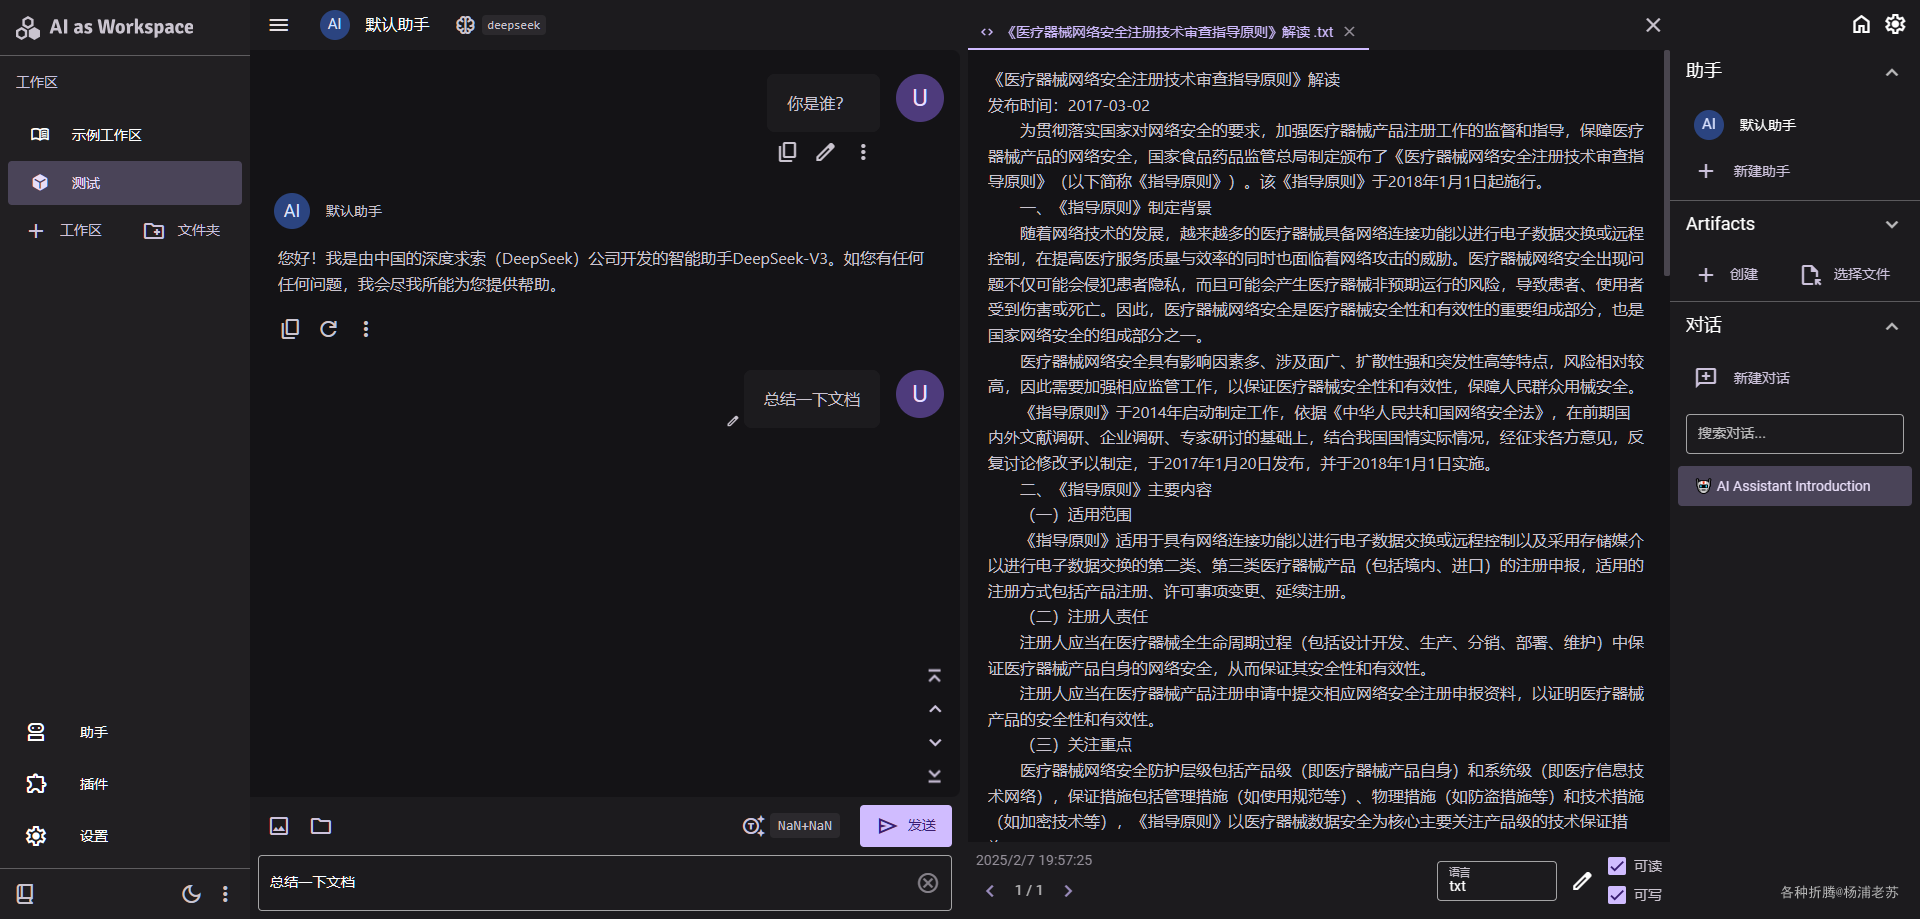 AI as Workspace
工作区
示例工作区
测试
工作区
文件夹
助手
插件
设置
AI
默认助手
deepseek
你是谁？
U
AI
默认助手
您好！我是由中国的深度求索（DeepSeek）公司开发的智能助手DeepSeek-V3。如您有任何
任何问题，我会尽我所能为您提供帮助。
总结一下文档
U
NaN+NaN
发送
总结一下文档
《医疗器械网络安全注册技术审查指导原则》解读 .txt
《医疗器械网络安全注册技术审查指导原则》解读
发布时间：2017-03-02
为贯彻落实国家对网络安全的要求，加强医疗器械产品注册工作的监督和指导，保障医疗
器械产品的网络安全，国家食品药品监管总局制定颁布了《医疗器械网络安全注册技术审查指
导原则》（以下简称《指导原则》）。该《指导原则》于2018年1月1日起施行。
一、《指导原则》制定背景
随着网络技术的发展，越来越多的医疗器械具备网络连接功能以进行电子数据交换或远程
控制，在提高医疗服务质量与效率的同时也面临着网络攻击的威胁。医疗器械网络安全出现问
题不仅可能会侵犯患者隐私，而且可能会产生医疗器械非预期运行的风险，导致患者、使用者
受到伤害或死亡。因此，医疗器械网络安全是医疗器械安全性和有效性的重要组成部分，也是
国家网络安全的组成部分之一。
医疗器械网络安全具有影响因素多、涉及面广、扩散性强和突发性高等特点，风险相对较
高，因此需要加强相应监管工作，以保证医疗器械安全性和有效性，保障人民群众用械安全。
《指导原则》于2014年启动制定工作，依据《中华人民共和国网络安全法》，在前期国
内外文献调研、企业调研、专家研讨的基础上，结合我国国情实际情况，经征求各方意见，反
复讨论修改予以制定，于2017年1月20日发布，并于2018年1月1日实施。
二、《指导原则》主要内容
（一）适用范围
《指导原则》适用于具有网络连接功能以进行电子数据交换或远程控制以及采用存储媒介
以进行电子数据交换的第二类、第三类医疗器械产品（包括境内、进口）的注册申报，适用的
注册方式包括产品注册、许可事项变更、延续注册。
（二）注册人责任
注册人应当在医疗器械全生命周期过程（包括设计开发、生产、分销、部署、维护）中保
证医疗器械产品自身的网络安全，从而保证其安全性和有效性。
注册人应当在医疗器械产品注册申请中提交相应网络安全注册申报资料，以证明医疗器械
产品的安全性和有效性。
（三）关注重点
医疗器械网络安全防护层级包括产品级（即医疗器械产品自身）和系统级（即医疗信息技
术网络），保证措施包括管理措施（如使用规范等）、物理措施（如防盗措施等）和技术措施
（如加密技术等），《指导原则》以医疗器械数据安全为核心主要关注产品级的技术保证措
2025/2/7 19:57:25
1 / 1
语言
txt
可读
可写
助手
AI
默认助手
新建助手
Artifacts
创建
选择文件
对话
新建对话
搜索对话...
AI Assistant Introduction
各种折腾@杨浦老苏